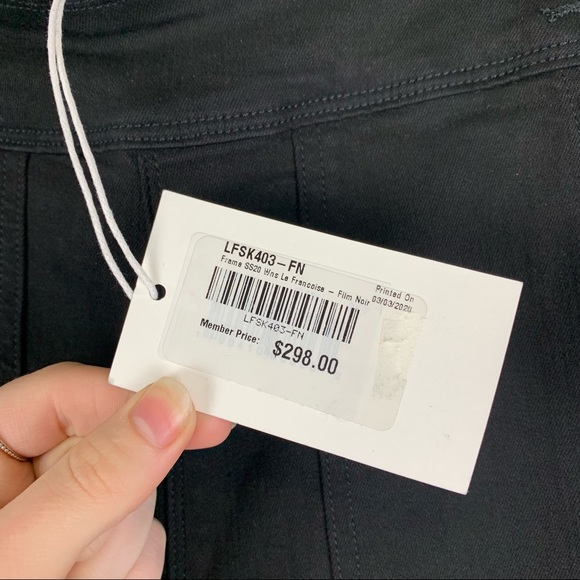 LFSK403-FN
Frame SS20 Wns Le Francoise - Film Noir
Printed On
03/03/2020
LFSK403-FN
Member Price: $298.00